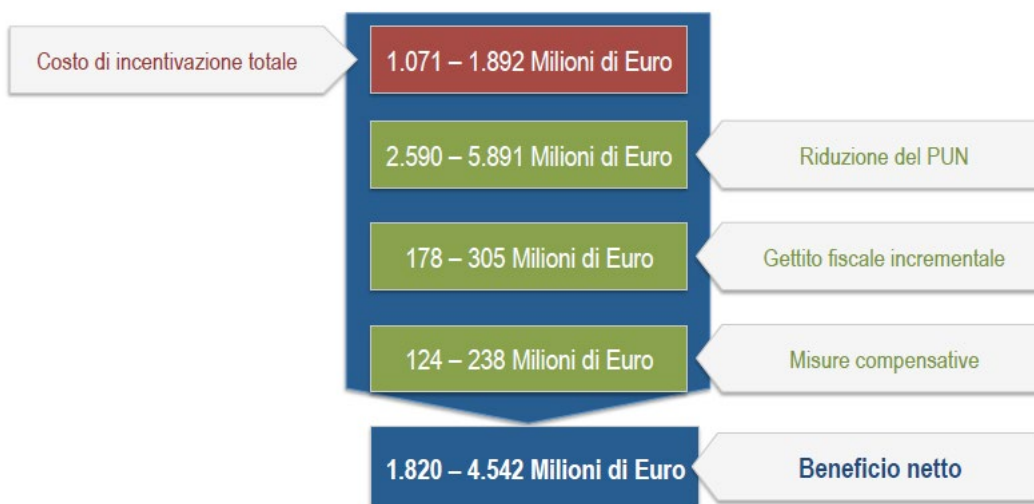 Costo di incentivazione totale
1.071 – 1.892 Milioni di Euro
2.590 – 5.891 Milioni di Euro
Riduzione del PUN
178 – 305 Milioni di Euro
Gettito fiscale incrementale
124 – 238 Milioni di Euro
Misure compensative
1.820 – 4.542 Milioni di Euro
Beneficio netto